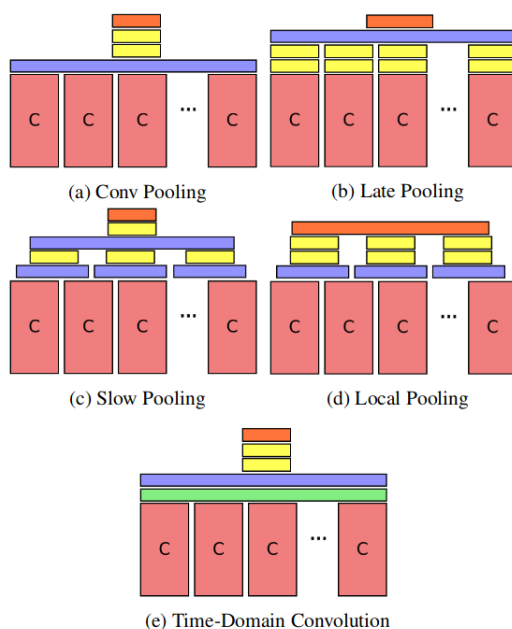 C C C ... C
C C C ... C
(a) Conv Pooling
(b) Late Pooling
C C C ... C
C C C ... C
(c) Slow Pooling
(d) Local Pooling
C C C ... C
(e) Time-Domain Convolution